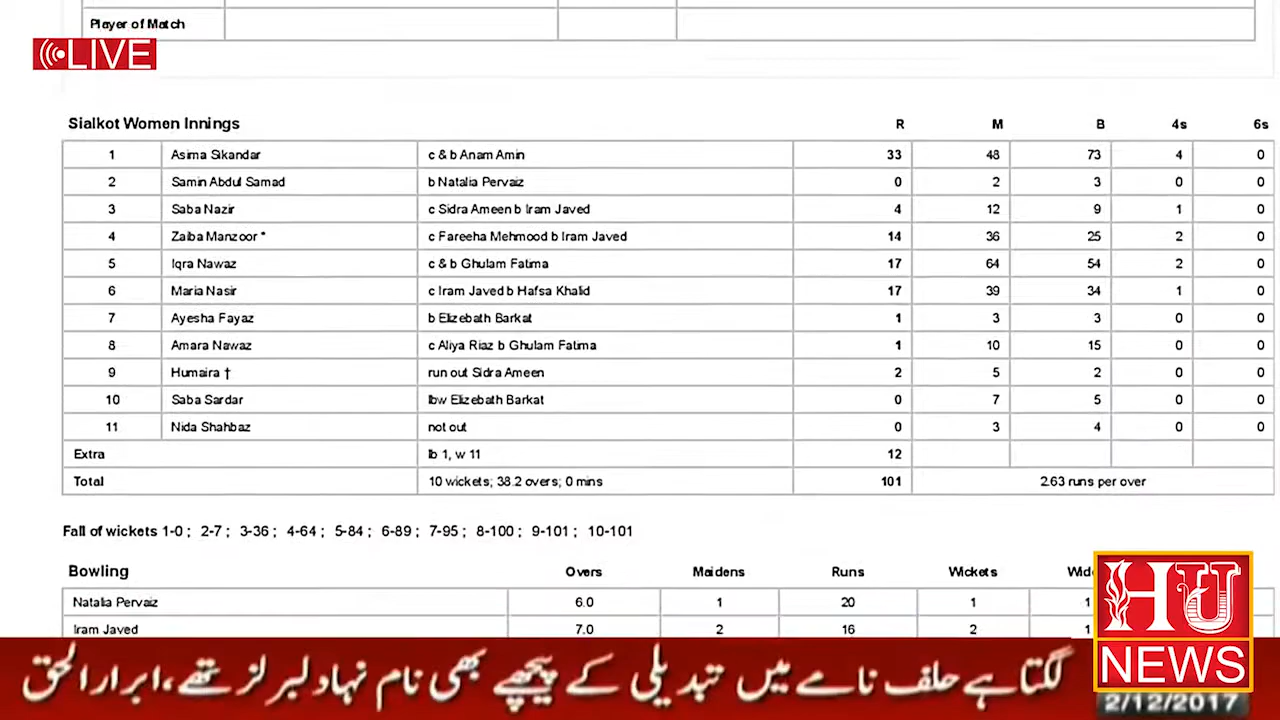 Player of Match
LIVE
Sialkot Women Innings R M B 4s 6s
1 Asima Sikandar c & b Anam Amin 33 48 73 4 0
2 Samin Abdul Samad b Natalia Pervaiz 0 2 3 0 0
3 Saba Nazir c Sidra Ameen b Iram Javed 4 12 9 1 0
4 Zaiba Manzoor * c Fareeha Mehmood b Iram Javed 14 36 25 2 0
5 Iqra Nawaz c & b Ghulam Fatima 17 64 54 2 0
6 Maria Nasir c Iram Javed b Hafsa Khalid 17 39 34 1 0
7 Ayesha Fayaz b Elizebath Barkat 1 3 3 0 0
8 Amara Nawaz c Aliya Riaz b Ghulam Fatima 1 10 15 0 0
9 Humaira † run out Sidra Ameen 2 5 2 0 0
10 Saba Sardar lbw Elizebath Barkat 0 7 5 0 0
11 Nida Shahbaz not out 0 3 4 0 0
Extra lb 1, w 11 12
Total 10 wickets; 38.2 overs; 0 mins 101 2.63 runs per over
Fall of wickets 1-0 ; 2-7 ; 3-36 ; 4-64 ; 5-84 ; 6-89 ; 7-95 ; 8-100 ; 9-101 ; 10-101
Bowling Overs Maidens Runs Wickets
Natalia Pervaiz 6.0 1 20 1 1
Iram Javed 7.0 2 16 2 1
HU
NEWS
لگتا ہے حلف نامے میں تبدیلی کے پیچھے بھی نام نہاد لبرلز تھے، ابرارالحق
2/12/2017